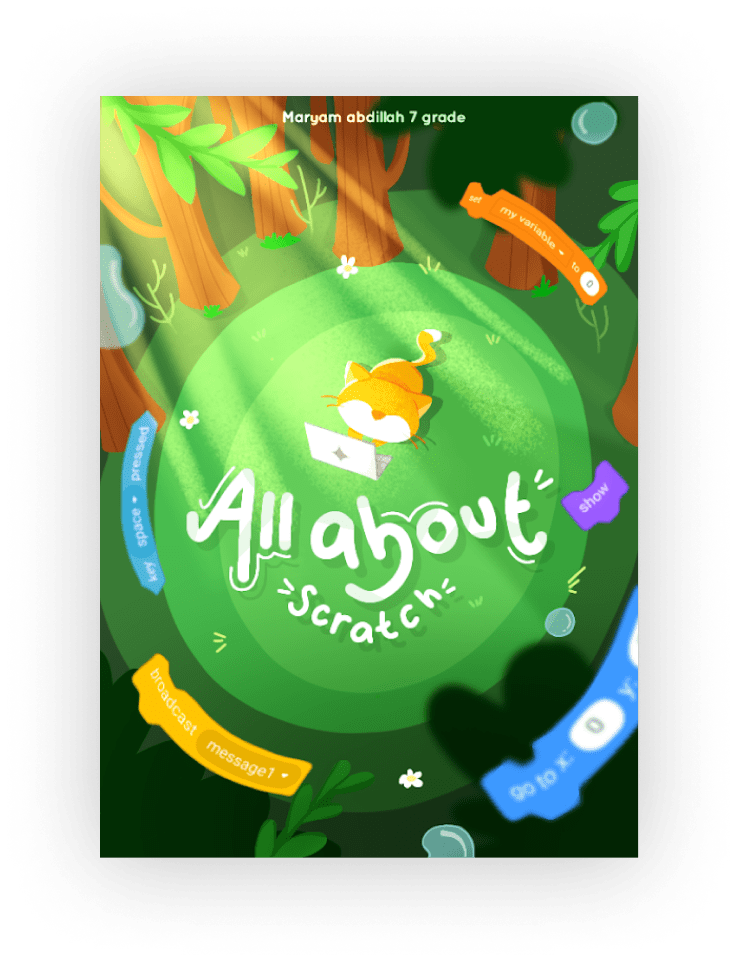 Maryam abdillah 7 grade
set my variable to 0
key space pressed
All about
Scratch
show
broadcast message1
go to x: 0 y: